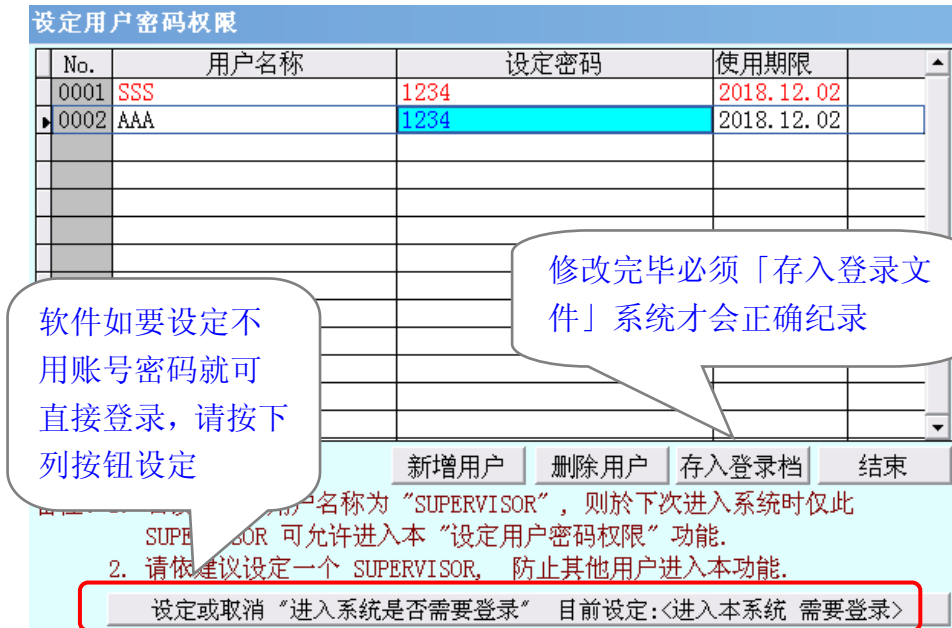 设定用户密码权限
No. 用户名称 设定密码 使用期限
0001 SSS 1234 2018.12.02
0002 AAA 1234 2018.12.02
修改完毕必须「存入登录文
件」系统才会正确纪录
软件如要设定不
用账号密码就可
直接登录，请按下
列按钮设定
新增用户 删除用户 存入登录档 结束
户名称为 "SUPERVISOR" , 则於下次进入系统时仅此
SUPE SOR 可允许进入本 "设定用户密码权限" 功能.
2. 请依建议设定一个 SUPERVISOR, 防止其他用户进入本功能.
设定或取消 "进入系统是否需要登录" 目前设定:<进入本系统 需要登录>